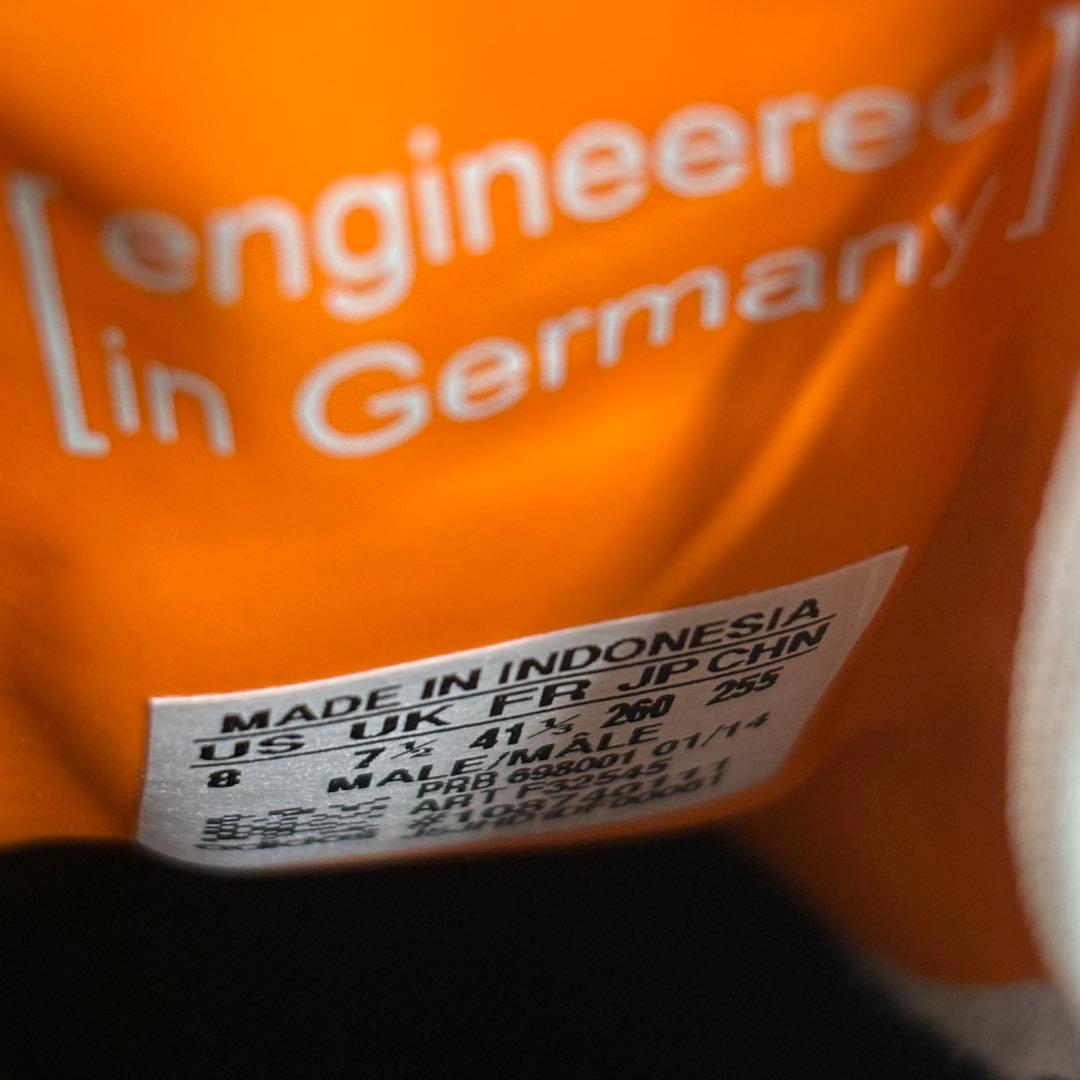 [engineered
in Germany]
MADE IN INDONESIA
US UK FR JP CHN
8 7½ 41⅓ 260 255
MALE/MÂLE
PRB 698001 01/14
ART F32545